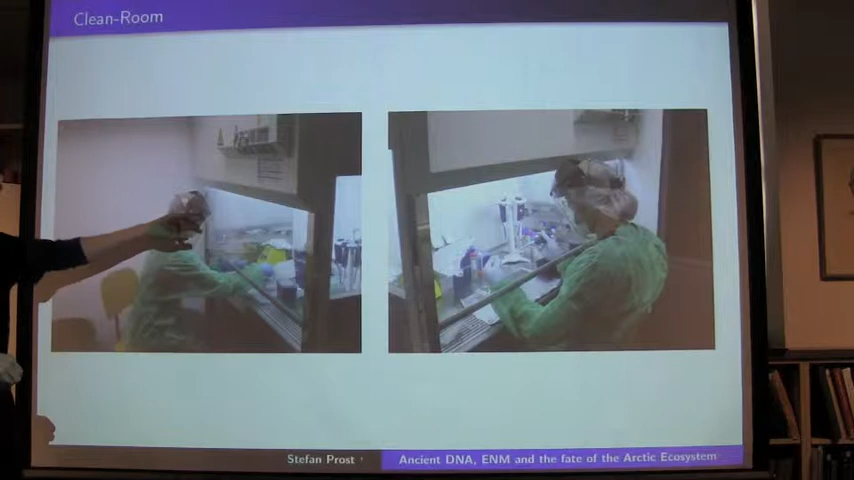 Clean-Room
Stefan Prost
Ancient DNA, ENM and the fate of the Arctic Ecosystem